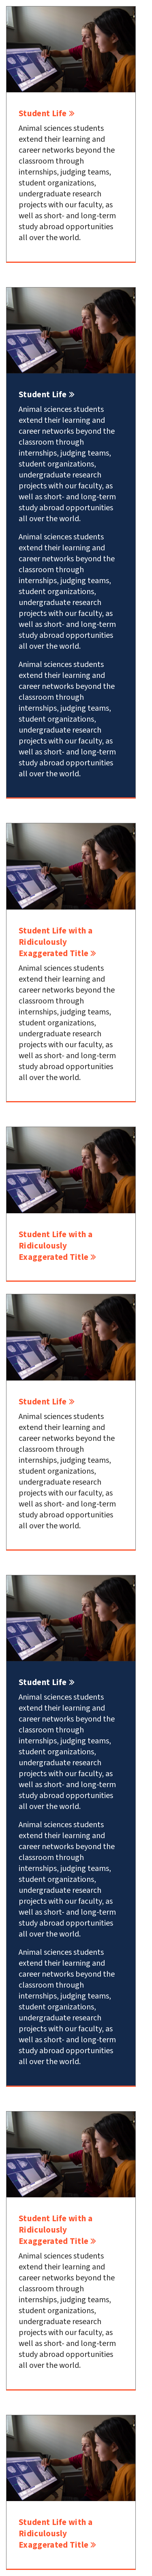 Student Life »
Animal sciences students
extend their learning and
career networks beyond the
classroom through
internships, judging teams,
student organizations,
undergraduate research
projects with our faculty, as
well as short- and long-term
study abroad opportunities
all over the world.
Student Life »
Animal sciences students
extend their learning and
career networks beyond the
classroom through
internships, judging teams,
student organizations,
undergraduate research
projects with our faculty, as
well as short- and long-term
study abroad opportunities
all over the world.
Animal sciences students
extend their learning and
career networks beyond the
classroom through
internships, judging teams,
student organizations,
undergraduate research
projects with our faculty, as
well as short- and long-term
study abroad opportunities
all over the world.
Animal sciences students
extend their learning and
career networks beyond the
classroom through
internships, judging teams,
student organizations,
undergraduate research
projects with our faculty, as
well as short- and long-term
study abroad opportunities
all over the world.
Student Life with a
Ridiculously
Exaggerated Title »
Animal sciences students
extend their learning and
career networks beyond the
classroom through
internships, judging teams,
student organizations,
undergraduate research
projects with our faculty, as
well as short- and long-term
study abroad opportunities
all over the world.
Student Life with a
Ridiculously
Exaggerated Title »
Student Life »
Animal sciences students
extend their learning and
career networks beyond the
classroom through
internships, judging teams,
student organizations,
undergraduate research
projects with our faculty, as
well as short- and long-term
study abroad opportunities
all over the world.
Student Life »
Animal sciences students
extend their learning and
career networks beyond the
classroom through
internships, judging teams,
student organizations,
undergraduate research
projects with our faculty, as
well as short- and long-term
study abroad opportunities
all over the world.
Animal sciences students
extend their learning and
career networks beyond the
classroom through
internships, judging teams,
student organizations,
undergraduate research
projects with our faculty, as
well as short- and long-term
study abroad opportunities
all over the world.
Animal sciences students
extend their learning and
career networks beyond the
classroom through
internships, judging teams,
student organizations,
undergraduate research
projects with our faculty, as
well as short- and long-term
study abroad opportunities
all over the world.
Student Life with a
Ridiculously
Exaggerated Title »
Animal sciences students
extend their learning and
career networks beyond the
classroom through
internships, judging teams,
student organizations,
undergraduate research
projects with our faculty, as
well as short- and long-term
study abroad opportunities
all over the world.
Student Life with a
Ridiculously
Exaggerated Title »